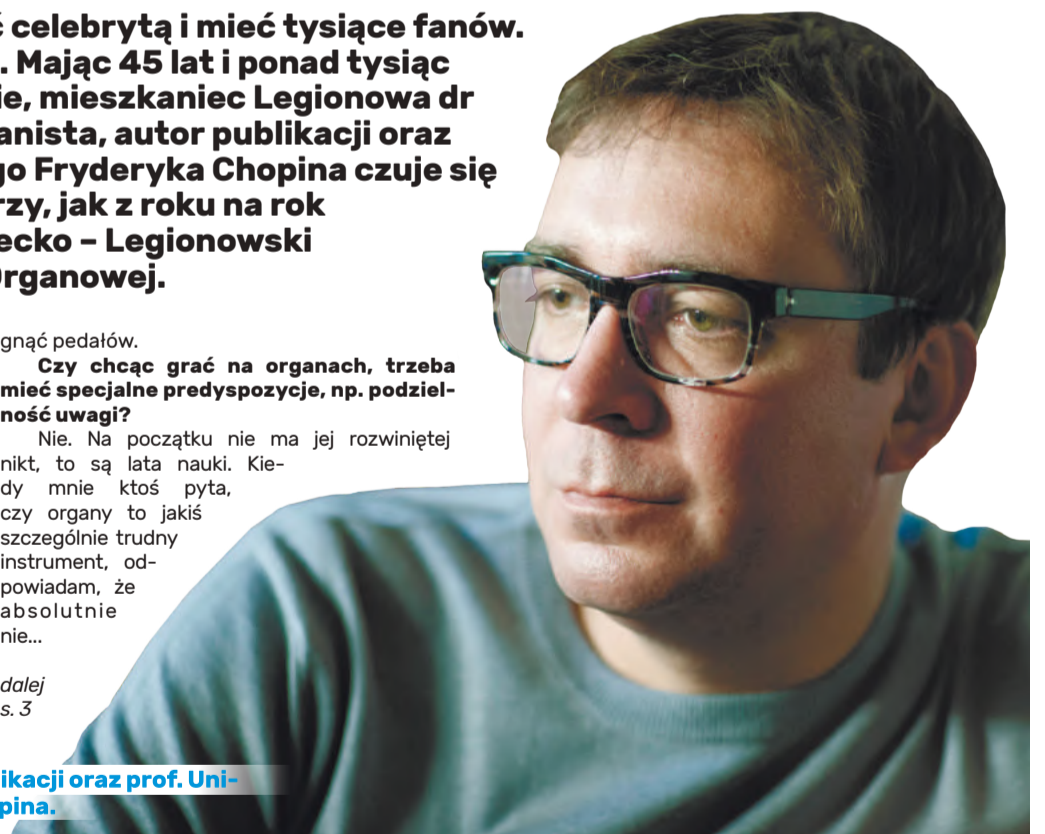 ć celebrytą i mieć tysiące fanów.
. Mając 45 lat i ponad tysiąc
ie, mieszkaniec Legionowa dr
anista, autor publikacji oraz
go Fryderyka Chopina czuje się
rzy, jak z roku na rok
ecko – Legionowski
Organowej.
gnąć pedałów.
Czy chcąc grać na organach, trzeba
mieć specjalne predyspozycje, np. podziel-
ność uwagi?
Nie. Na początku nie ma jej rozwiniętej
nikt, to są lata nauki. Kie-
dy mnie ktoś pyta,
czy organy to jakiś
szczególnie trudny
instrument, od-
powiadam, że
absolutnie
nie...
dalej
s. 3
ikacji oraz prof. Uni-
pina.